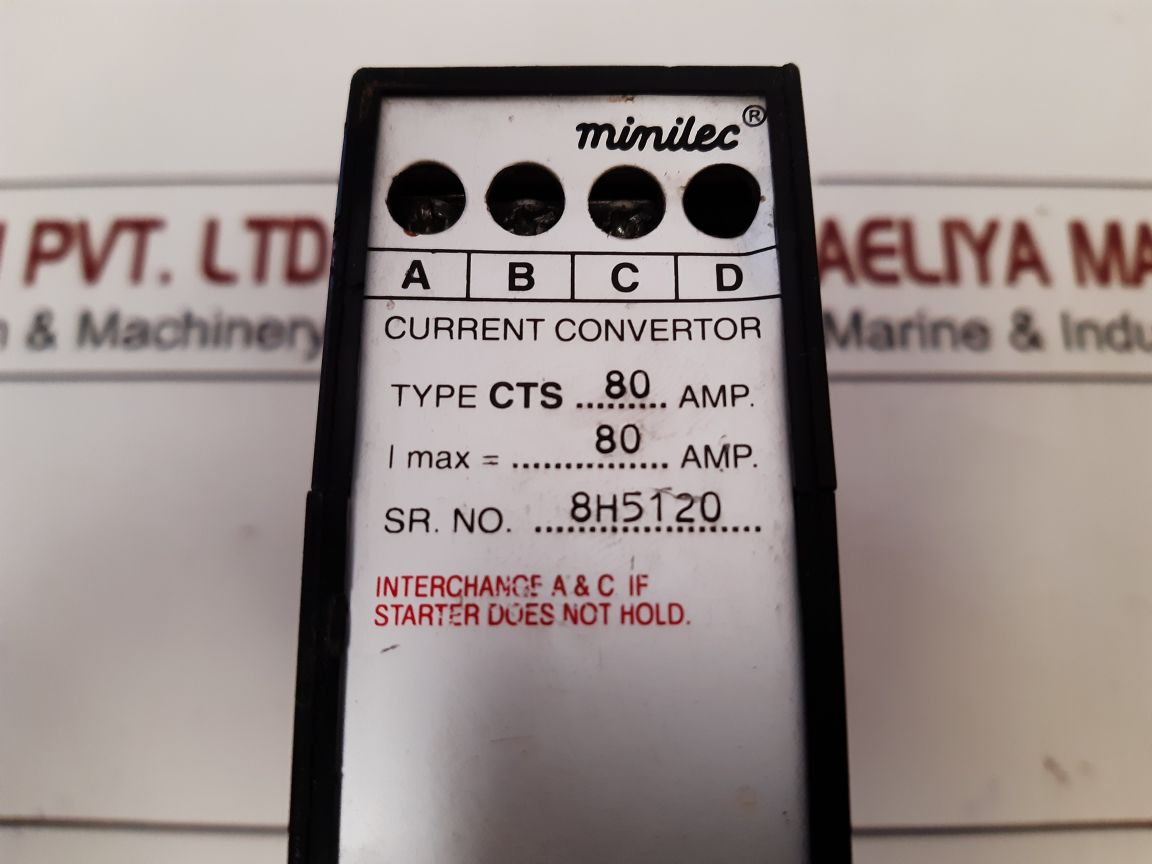 minilec®
A B C D
CURRENT CONVERTOR
TYPE CTS ..80.. AMP.
I max = ........80.. AMP.
SR. NO. ..8H5120....
INTERCHANGE A & C IF
STARTER DOES NOT HOLD.
PVT. LTD
& Machinery
AELIYA MA
Marine & Indu